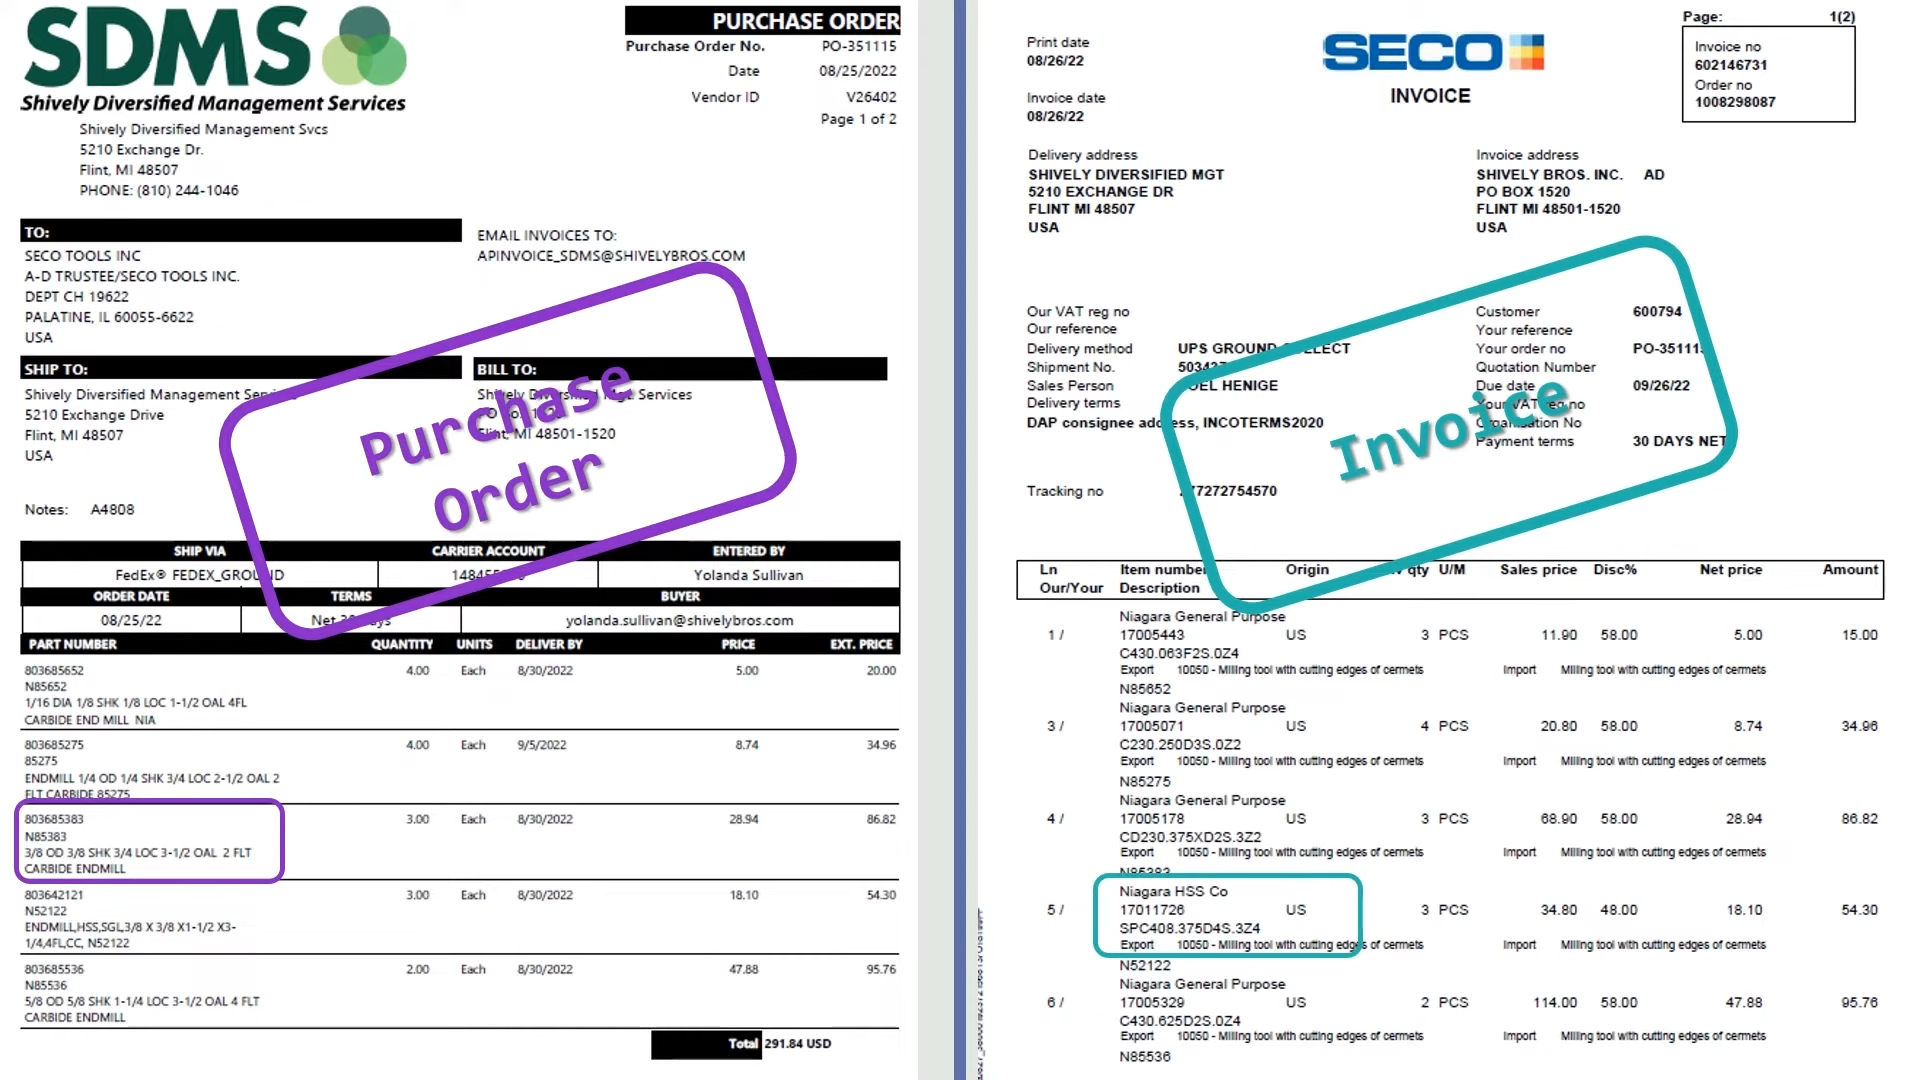 SDMS
Shively Diversified Management Services
PURCHASE ORDER
Purchase Order No. PO-351115
Date 08/25/2022
Vendor ID V26402
Page 1 of 2
Shively Diversified Management Svcs
5210 Exchange Dr.
Flint, MI 48507
PHONE: (810) 244-1046
TO:
SECO TOOLS INC
A-D TRUSTEE/SECO TOOLS INC.
DEPT CH 19622
PALATINE, IL 60055-6622
USA
EMAIL INVOICES TO:
APINVOICE_SDMS@SHIVELYBROS.COM
SHIP TO:
Shively Diversified Management
5210 Exchange Drive
Flint, MI 48507
USA
BILL TO:
Shively Mgt Services
Flint, MI 48501-1520
Purchase
Order
Notes: A4808
SHIP VIA CARRIER ACCOUNT ENTERED BY
FedEx® FEDEX_GROUND Yolanda Sullivan
ORDER DATE TERMS BUYER
08/25/22 Net yolanda.sullivan@shivelybros.com
PART NUMBER QUANTITY UNITS DELIVER BY PRICE EXT. PRICE
803685652 4.00 Each 8/30/2022 5.00 20.00
N85652
1/16 DIA 1/8 SHK 1/8 LOC 1-1/2 OAL 4FL
CARBIDE END MILL NIA
803685275 4.00 Each 9/5/2022 8.74 34.96
85275
ENDMILL 1/4 OD 1/4 SHK 3/4 LOC 2-1/2 OAL 2
FLT CARBIDE 85275
803685383 3.00 Each 8/30/2022 28.94 86.82
N85383
3/8 OD 3/8 SHK 3/4 LOC 3-1/2 OAL 2 FLT
CARBIDE ENDMILL
803642121 3.00 Each 8/30/2022 18.10 54.30
N52122
ENDMILL,HSS,SGL,3/8 X 3/8 X1-1/2 X3-
1/4,4FL,CC, N52122
803685536 2.00 Each 8/30/2022 47.88 95.76
N85536
5/8 OD 5/8 SHK 1-1/4 LOC 3-1/2 OAL 4 FLT
CARBIDE ENDMILL
Total 291.84 USD
Print date
08/26/22
Invoice date
08/26/22
SECO
INVOICE
Page: 1(2)
Invoice no
602146731
Order no
1008298087
Delivery address
SHIVELY DIVERSIFIED MGT
5210 EXCHANGE DR
FLINT MI 48507
USA
Invoice address
SHIVELY BROS. INC. AD
PO BOX 1520
FLINT MI 48501-1520
USA
Our VAT reg no
Our reference
Delivery method UPS GROUND COLLECT
Shipment No.
Sales Person HENIGE
Delivery terms
DAP consignee address, INCOTERMS2020
Tracking no
Customer 600794
Your reference
Your order no PO-351115
Quotation Number
Due date 09/26/22
Your VAT reg no
Organisation No
Payment terms 30 DAYS NET
Invoice
Ln Item number Origin qty U/M Sales price Disc% Net price Amount
Our/Your Description
Niagara General Purpose
1 / 17005443 US 3 PCS 11.90 58.00 5.00 15.00
C430.063F2S.0Z4
Export 10050 - Milling tool with cutting edges of cermets Import Milling tool with cutting edges of cermets
N85652
Niagara General Purpose
3 / 17005071 US 4 PCS 20.80 58.00 8.74 34.96
C230.250D3S.0Z2
Export 10050 - Milling tool with cutting edges of cermets Import Milling tool with cutting edges of cermets
N85275
Niagara General Purpose
4 / 17005178 US 3 PCS 68.90 58.00 28.94 86.82
CD230.375XD2S.3Z2
Export 10050 - Milling tool with cutting edges of cermets Import Milling tool with cutting edges of cermets
N85383
Niagara HSS Co
5 / 17011726 US 3 PCS 34.80 48.00 18.10 54.30
SPC408.375D4S.3Z4
Export 10050 - Milling tool with cutting edges of cermets Import Milling tool with cutting edges of cermets
N52122
Niagara General Purpose
6 / 17005329 US 2 PCS 114.00 58.00 47.88 95.76
C430.625D2S.0Z4
Export 10050 - Milling tool with cutting edges of cermets Import Milling tool with cutting edges of cermets
N85536